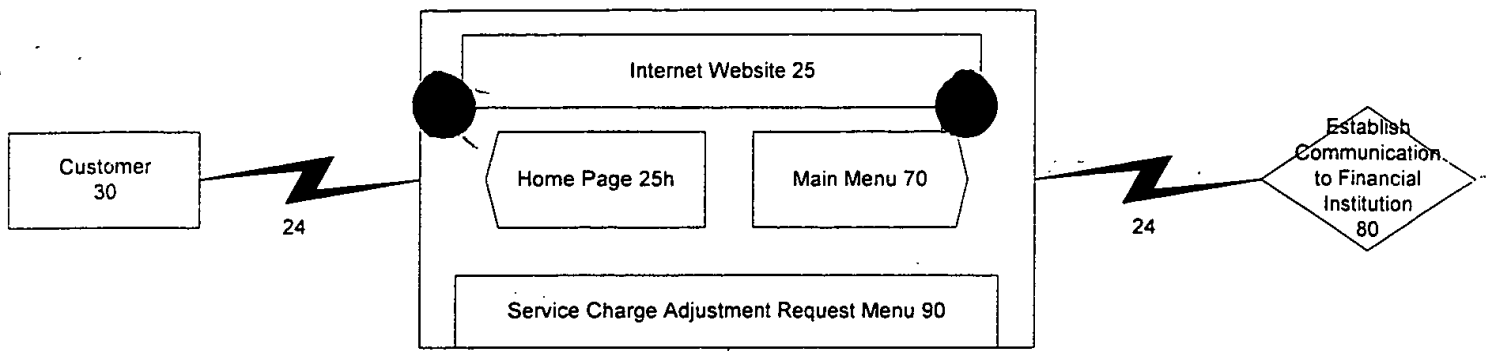 Internet Website 25
Customer
30
24
Home Page 25h
Main Menu 70
24
Establish
Communication
to Financial
Institution
80
Service Charge Adjustment Request Menu 90